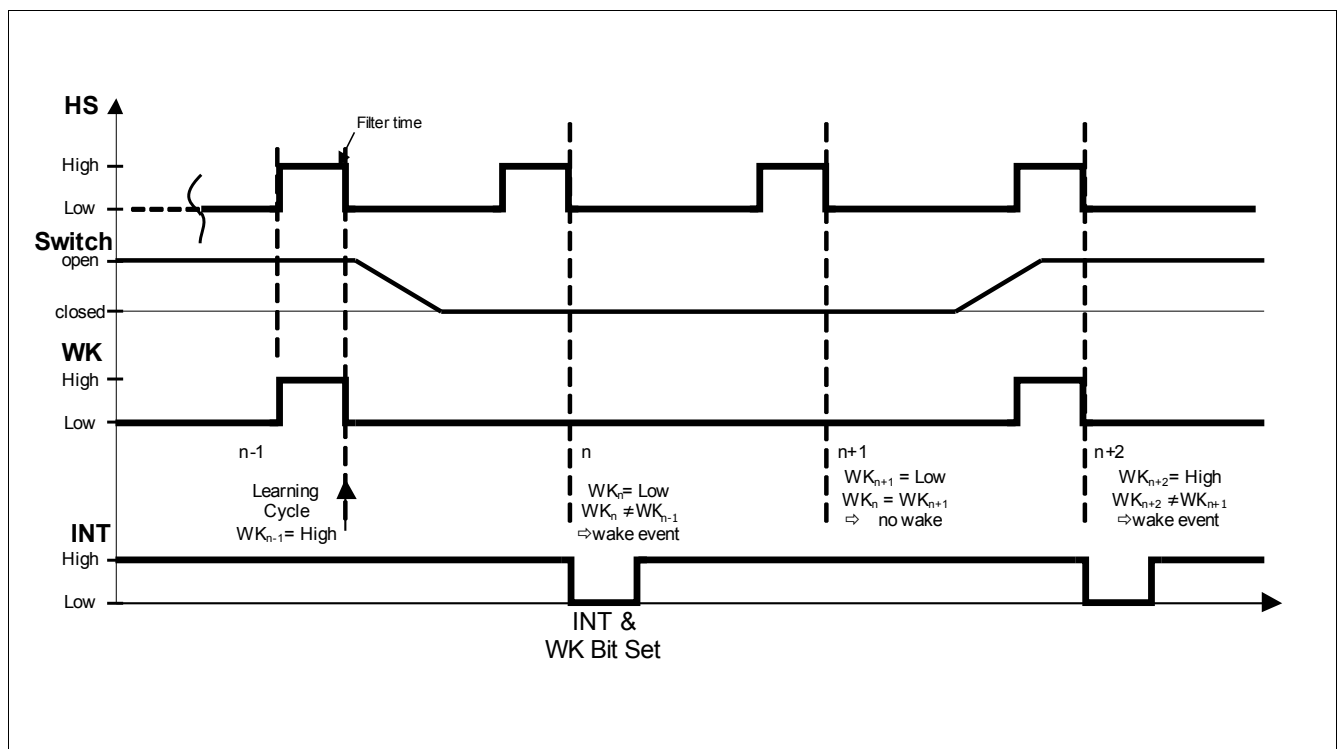 HS
Filter time
High
Low
Switch
open
closed
WK
High
Low
n-1
n
n+1
n+2
Learning
Cycle
WKn-1= High
WKn= Low
WKn ≠WKn-1
⇨wake event
WKn+1 = Low
WKn = WKn+1
⇨ no wake
WKn+2= High
WKn+2 ≠WKn+1
⇨wake event
INT
High
Low
INT &
WK Bit Set